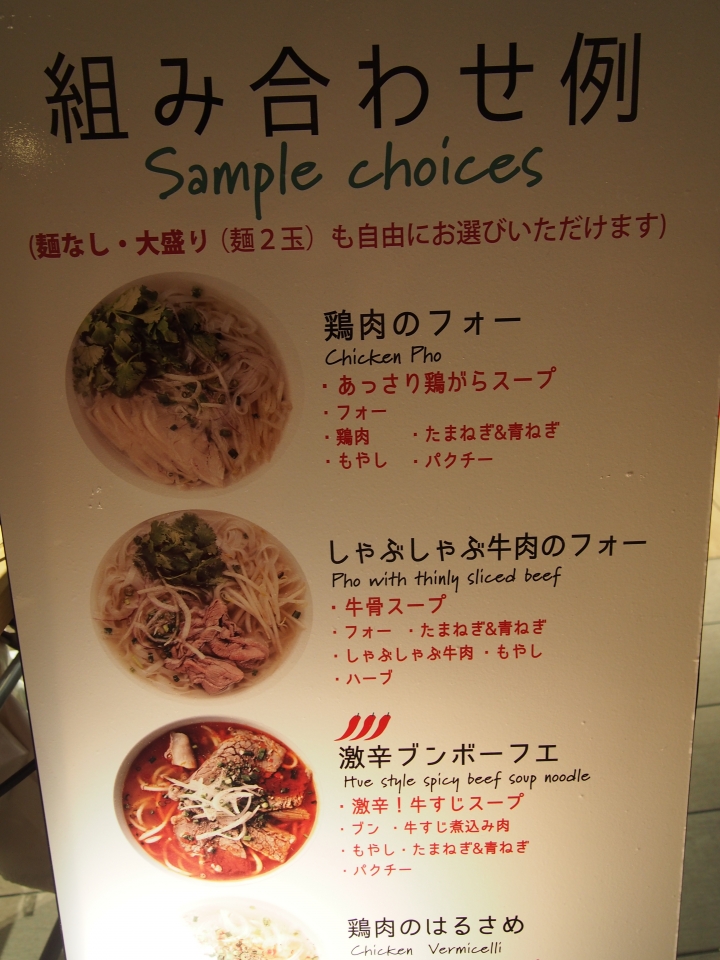 組み合わせ例
Sample choices
(麺なし・大盛り（麺２玉）も自由にお選びいただけます)
鶏肉のフォー
Chicken Pho
・あっさり鶏がらスープ
・フォー
・鶏肉 ・たまねぎ&青ねぎ
・もやし ・パクチー
しゃぶしゃぶ牛肉のフォー
Pho with thinly sliced beef
・牛骨スープ
・フォー ・たまねぎ&青ねぎ
・しゃぶしゃぶ牛肉 ・もやし
・ハーブ
激辛ブンボーフエ
Hue style spicy beef soup noodle
・激辛！牛すじスープ
・ブン ・牛すじ煮込み肉
・もやし・たまねぎ&青ねぎ
・パクチー
鶏肉のはるさめ
Chicken Vermicelli